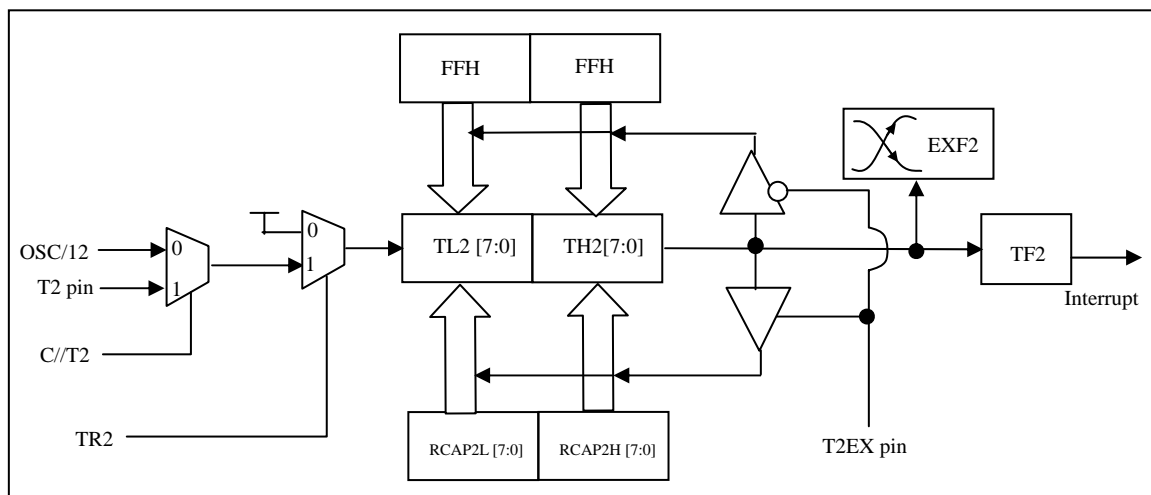 FFH FFH
EXF2
OSC/12
0
0
TL2 [7:0] TH2[7:0]
TF2
T2 pin
1
1
Interrupt
C//T2
TR2
RCAP2L [7:0] RCAP2H [7:0]
T2EX pin